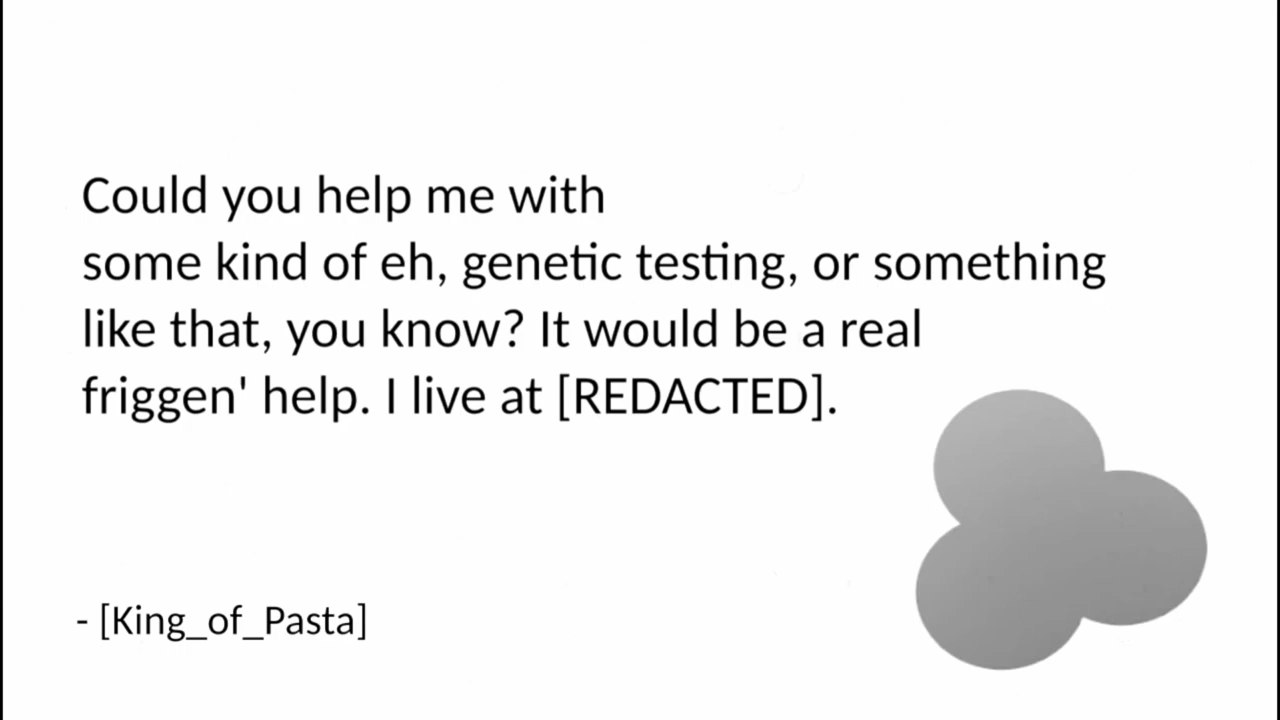 Could you help me with
some kind of eh, genetic testing, or something
like that, you know? It would be a real
friggen' help. I live at [REDACTED].
- [King_of_Pasta]